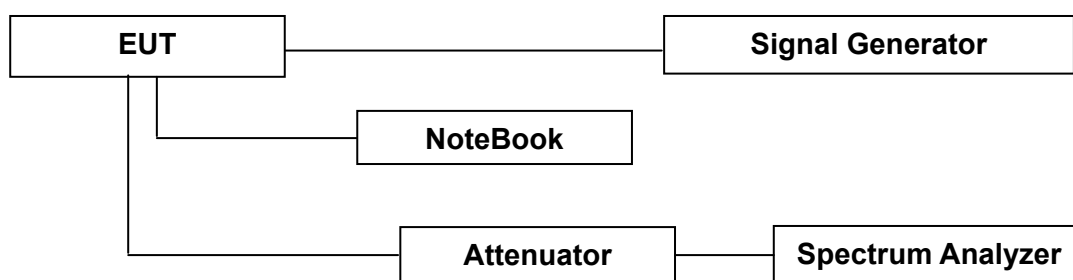 EUT
Signal Generator
NoteBook
Attenuator
Spectrum Analyzer